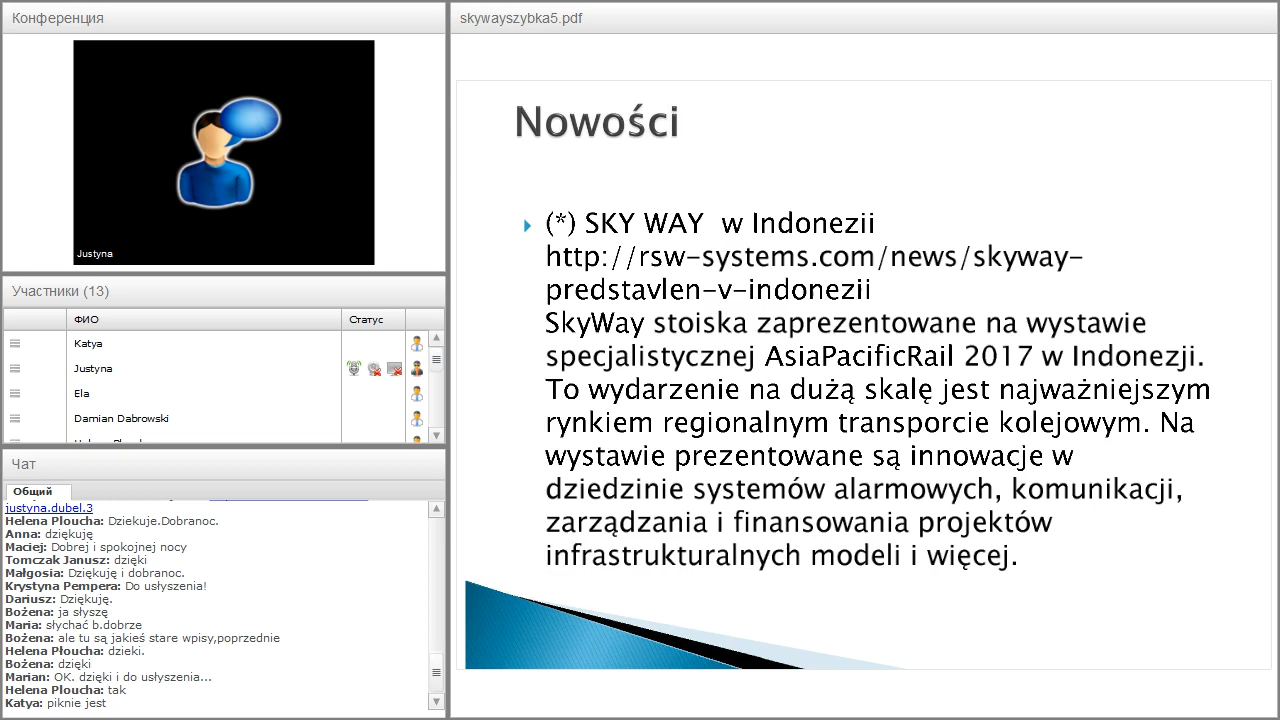 Конференция
Justyna
Участники (13)
ФИО
Статус
Katya
Justyna
Ela
Damian Dabrowski
Чат
Общий
justyna.dubel.3
Helena Ploucha: Dziekuje.Dobranoc.
Anna: dziękuję
Maciej: Dobrej i spokojnej nocy
Tomczak Janusz: dzięki
Małgosia: Dziękuję i dobranoc.
Krystyna Pempera: Do usłyszenia!
Dariusz: Dziękuję.
Bożena: ja słyszę
Maria: słychać b.dobrze
Bożena: ale tu są jakieś stare wpisy,poprzednie
Helena Ploucha: dzieki.
Bożena: dzięki
Marian: OK. dzięki i do usłyszenia...
Helena Ploucha: tak
Katya: piknie jest
skywayszybka5.pdf
Nowości
(*) SKY WAY w Indonezii
http://rsw-systems.com/news/skyway-
predstavlen-v-indonezii
SkyWay stoiska zaprezentowane na wystawie
specjalistycznej AsiaPacificRail 2017 w Indonezji.
To wydarzenie na dużą skalę jest najważniejszym
rynkiem regionalnym transporcie kolejowym. Na
wystawie prezentowane są innowacje w
dziedzinie systemów alarmowych, komunikacji,
zarządzania i finansowania projektów
infrastrukturalnych modeli i więcej.